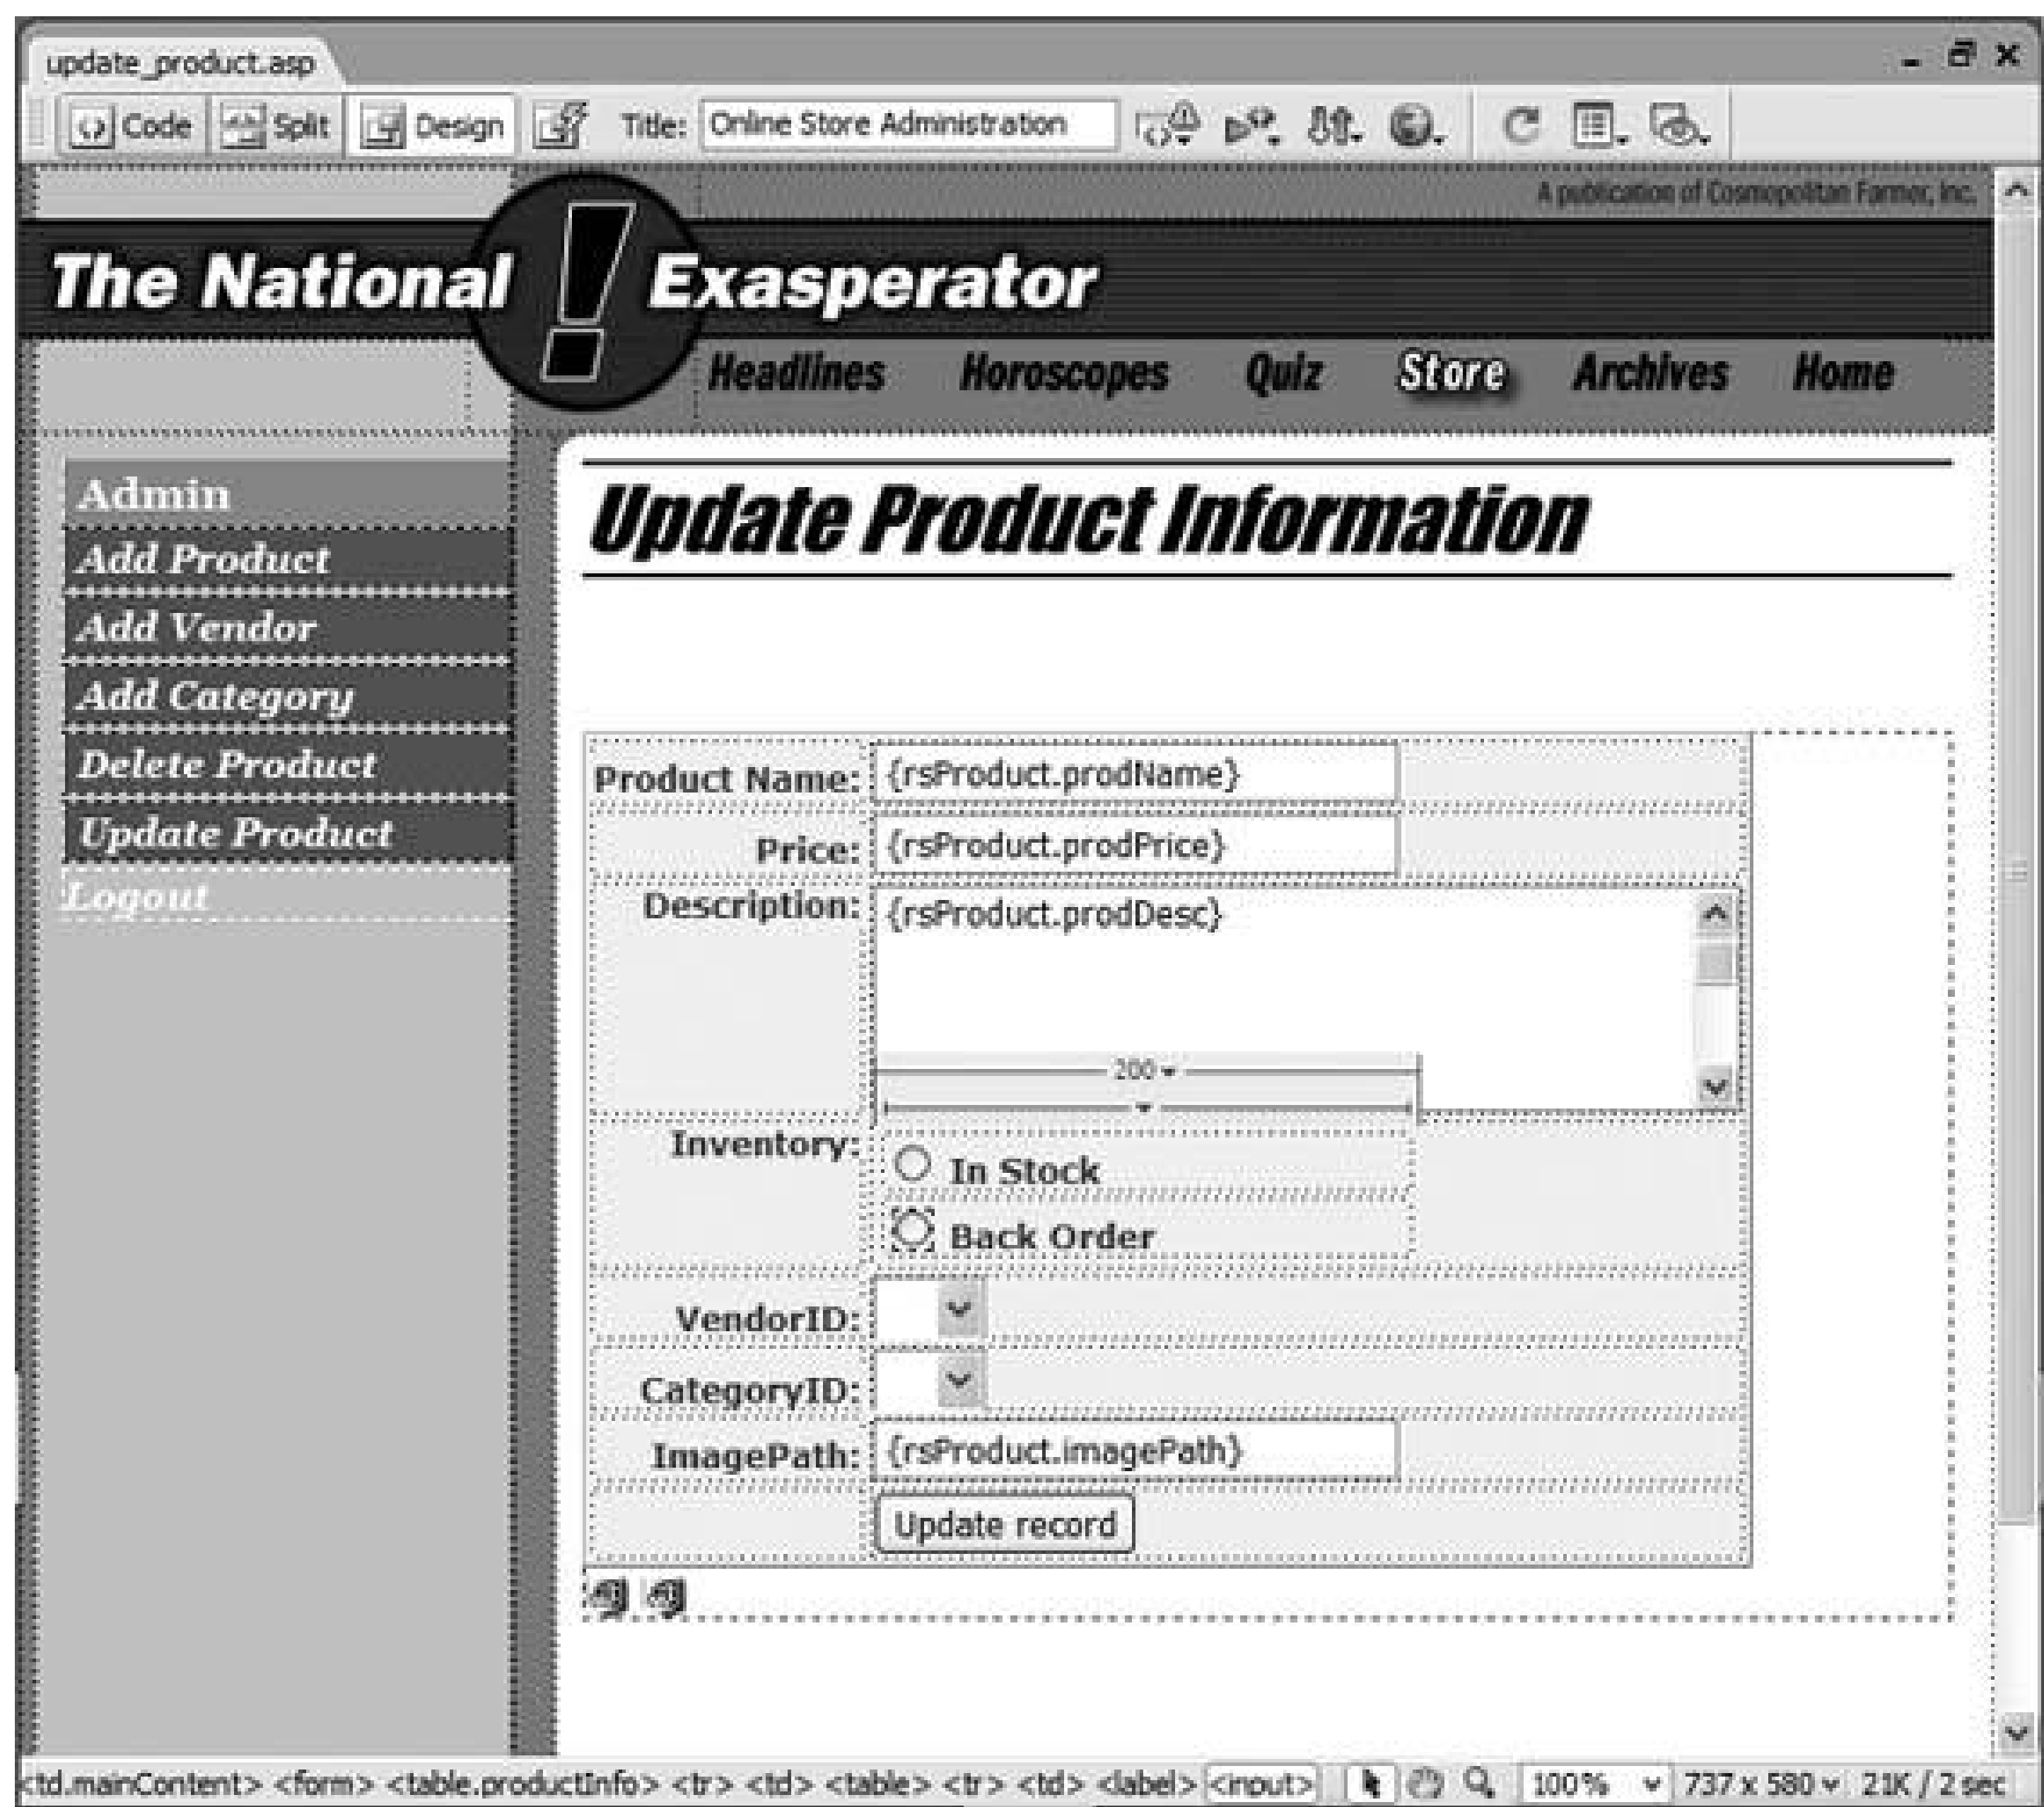 update_product.asp
Code Split Design Title: Online Store Administration
A publication of Cosmopolitan Farmer, Inc.
The National ! Exasperator
Headlines Horoscopes Quiz Store Archives Home
Admin
Add Product
Add Vendor
Add Category
Delete Product
Update Product
Logout
Update Product Information
Product Name: {rsProduct.prodName}
Price: {rsProduct.prodPrice}
Description: {rsProduct.prodDesc}
200
Inventory:
In Stock
Back Order
VendorID:
CategoryID:
ImagePath: {rsProduct.imagePath}
Update record
<td.mainContent> <form> <table.productInfo> <tr> <td> <table> <tr> <td> <label> <input> 100% 737 x 580 21K / 2 sec